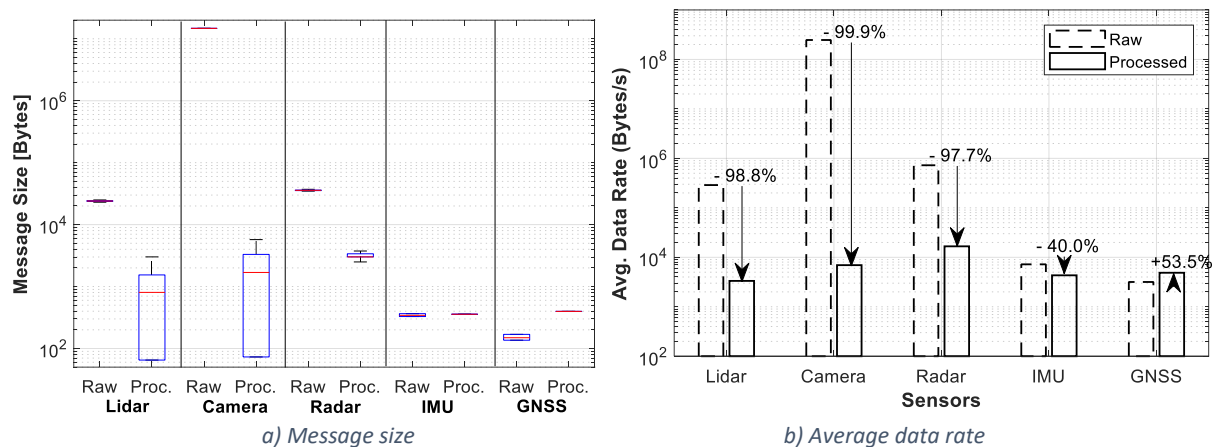 Message Size [Bytes]
10^6
10^4
10^2
Raw Proc. Raw Proc. Raw Proc. Raw Proc. Raw Proc.
Lidar Camera Radar IMU GNSS
a) Message size
Avg. Data Rate (Bytes/s)
10^8
10^6
10^4
10^2
Raw
Processed
- 98.8%
- 99.9%
- 97.7%
- 40.0%
+53.5%
Lidar Camera Radar IMU GNSS
Sensors
b) Average data rate